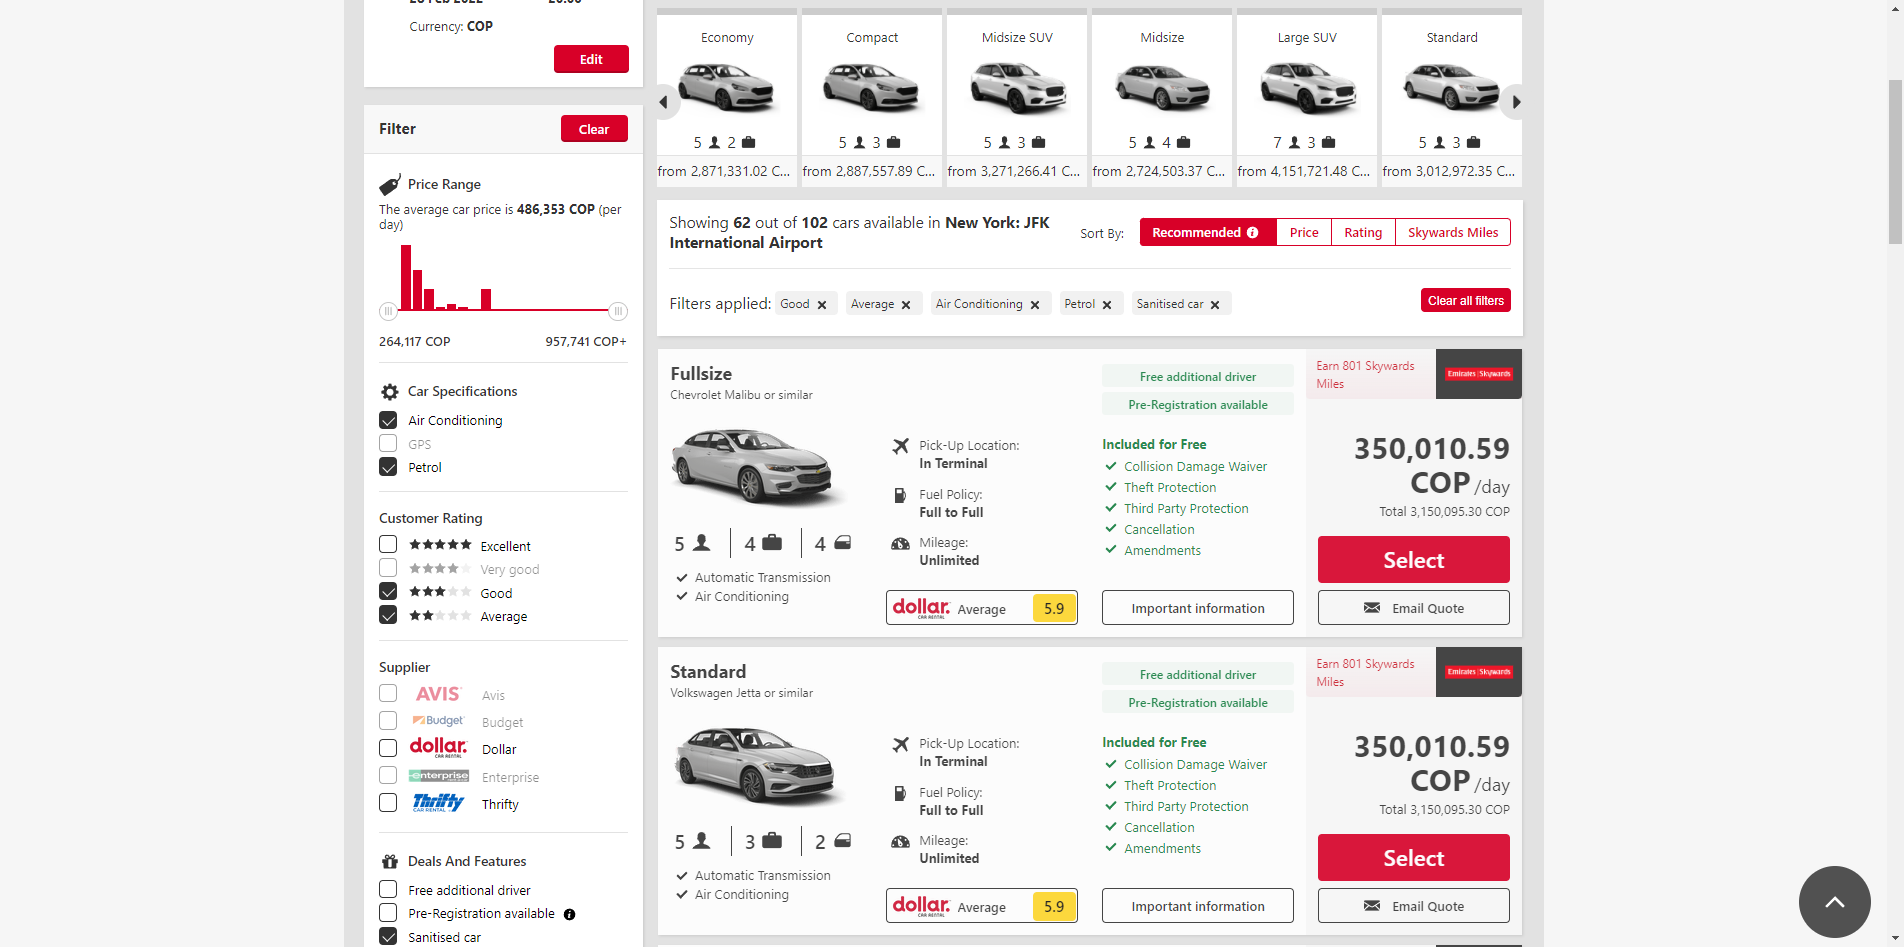 Currency: COP
Edit
Filter
Clear
Price Range
The average car price is 486,353 COP (per
day)
264,117 COP
957,741 COP+
Car Specifications
Air Conditioning
GPS
Petrol
Customer Rating
Excellent
Very good
Good
Average
Supplier
AVIS Avis
Budget Budget
dollar. CAR RENTAL Dollar
enterprise Enterprise
Thrifty CAR RENTAL Thrifty
Deals And Features
Free additional driver
Pre-Registration available
Sanitised car
Economy
5 2
from 2,871,331.02 C...
Compact
5 3
from 2,887,557.89 C...
Midsize SUV
5 3
from 3,271,266.41 C...
Midsize
5 4
from 2,724,503.37 C...
Large SUV
7 3
from 4,151,721.48 C...
Standard
5 3
from 3,012,972.35 C...
Showing 62 out of 102 cars available in New York: JFK
International Airport
Sort By:
Recommended
Price
Rating
Skywards Miles
Filters applied: Good Average Air Conditioning Petrol Sanitised car
Clear all filters
Fullsize
Chevrolet Malibu or similar
5 4 4
Automatic Transmission
Air Conditioning
Pick-Up Location:
In Terminal
Fuel Policy:
Full to Full
Mileage:
Unlimited
dollar. CAR RENTAL Average 5.9
Free additional driver
Pre-Registration available
Included for Free
Collision Damage Waiver
Theft Protection
Third Party Protection
Cancellation
Amendments
Important information
Earn 801 Skywards
Miles
Emirates Skywards
350,010.59
COP /day
Total 3,150,095.30 COP
Select
Email Quote
Standard
Volkswagen Jetta or similar
5 3 2
Automatic Transmission
Air Conditioning
Pick-Up Location:
In Terminal
Fuel Policy:
Full to Full
Mileage:
Unlimited
dollar. CAR RENTAL Average 5.9
Free additional driver
Pre-Registration available
Included for Free
Collision Damage Waiver
Theft Protection
Third Party Protection
Cancellation
Amendments
Important information
Earn 801 Skywards
Miles
Emirates Skywards
350,010.59
COP /day
Total 3,150,095.30 COP
Select
Email Quote